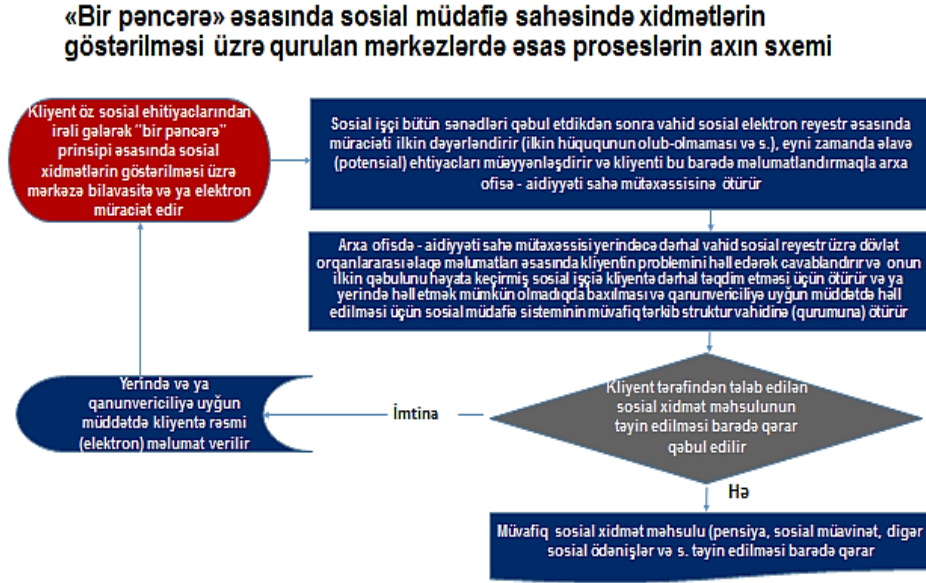 «Bir pəncərə» əsasında sosial müdafiə sahəsində xidmətlərin
göstərilməsi üzrə qurulan mərkəzlərdə əsas proseslərin axın sxemi
Kliyent öz sosial ehitiyaclarından
irəli gələrək "bir pəncərə"
prinsipi əsasında sosial
xidmətlərin göstərilməsi üzrə
mərkəzə bilavasitə və ya elektron
müraciət edir
Sosial işçi bütün sənədləri qəbul etdikdən sonra vahid sosial elektron reyestr əsasında
müraciəti ilkin dəyərləndirir (ilkin hüququnun olub-olmaması və s.), eyni zamanda əlavə
(potensial) ehtiyacları müəyyənləşdirir və kliyenti bu barədə məlumatlandırmaqla arxa
ofisə - aidiyyəti sahə mütəxəssisinə ötürür
Arxa ofisdə - aidiyyəti sahə mütəxəssisi yerindəcə dərhal vahid sosial reyestr üzrə dövlət
orqanlararası əlaqə məlumatları əsasında klientin problemini həll edərək cavablandırır və onun
ilkin qəbulunu həyata keçirmiş sosial işçiə klientə dərhal təqdim etməsi üçün ötürür və ya
yerində həll etmək mümkün olmadıqda baxılması və qanunvericiliyə uyğun müddətdə həll
edilməsi üçün sosial müdafiə sisteminin müvafiq tərkib struktur vahidinə (qurumuna) ötürür
Kliyent tərəfindən tələb edilən
sosial xidmət məhsulunun
təyin edilməsi barədə qərar
qəbul edilir
İmtina
Yerində və ya
qanunvericiliyə uyğun
müddətdə kliyentə rəsmi
(elektron) məlumat verilir
Hə
Müvafiq sosial xidmət məhsulu (pensiya, sosial müavinət, digər
sosial ödənişlər və s. təyin edilməsi barədə qərar